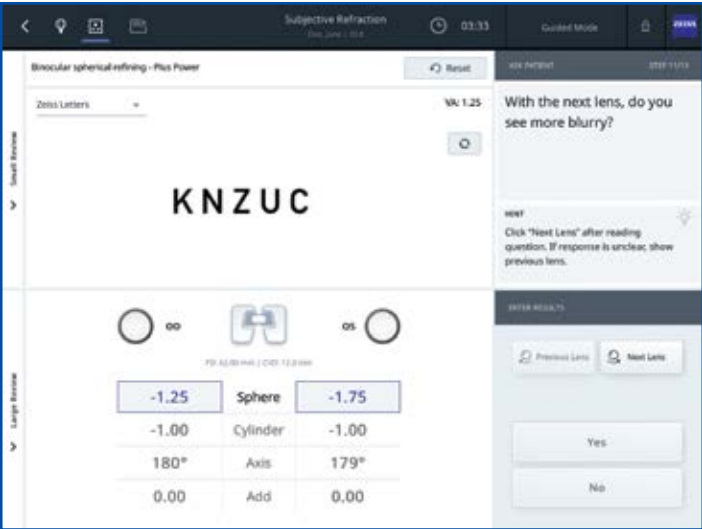 Subjective Refraction
03:33
Guided Mode
ZEISS
Binocular spherical refining - Plus Power
Reset
ASK PATIENT
STEP 11/13
Zeiss Letters
VA: 1.25
With the next lens, do you
see more blurry?
KNZUC
Small Review
HINT
Click "Next Lens" after reading
question. If response is unclear, show
previous lens.
ENTER RESULTS
OD
OS
Previous Lens
Next Lens
-1.25 Sphere -1.75
-1.00 Cylinder -1.00
180° Axis 179°
0.00 Add 0.00
Large Review
Yes
No